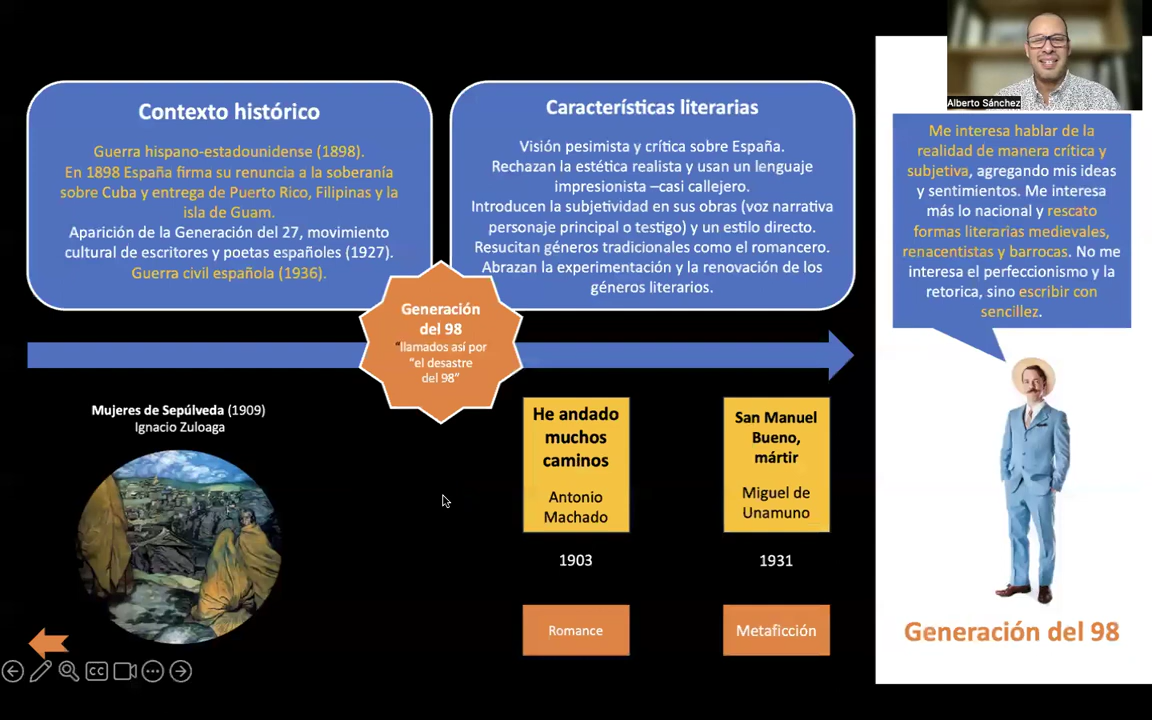 Contexto histórico
Guerra hispano-estadounidense (1898).
En 1898 España firma su renuncia a la soberanía
sobre Cuba y entrega de Puerto Rico, Filipinas y la
isla de Guam.
Aparición de la Generación del 27, movimiento
cultural de escritores y poetas españoles (1927).
Guerra civil española (1936).
Características literarias
Visión pesimista y crítica sobre España.
Rechazan la estética realista y usan un lenguaje
impresionista –casi callejero.
Introducen la subjetividad en sus obras (voz narrativa
personaje principal o testigo) y un estilo directo.
Resucitan géneros tradicionales como el romancero.
Abrazan la experimentación y la renovación de los
géneros literarios.
Generación
del 98
"llamados así por
"el desastre
del 98"
Mujeres de Sepúlveda (1909)
Ignacio Zuloaga
He andado
muchos
caminos
Antonio
Machado
1903
Romance
San Manuel
Bueno,
mártir
Miguel de
Unamuno
1931
Metaficción
Alberto Sánchez
Me interesa hablar de la
realidad de manera crítica y
subjetiva, agregando mis ideas
y sentimientos. Me interesa
más lo nacional y rescato
formas literarias medievales,
renacentistas y barrocas. No me
interesa el perfeccionismo y la
retorica, sino escribir con
sencillez.
Generación del 98
CC